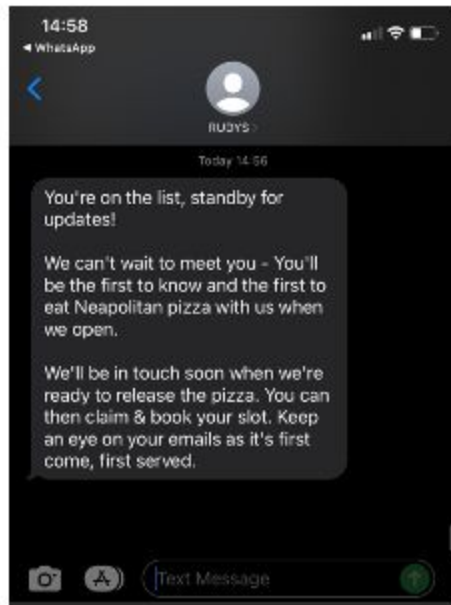 14:58
◀ WhatsApp
RUDYS
Today 14:56
You're on the list, standby for
updates!
We can't wait to meet you - You'll
be the first to know and the first to
eat Neapolitan pizza with us when
we open.
We'll be in touch soon when we're
ready to release the pizza. You can
then claim & book your slot. Keep
an eye on your emails as it's first
come, first served.
Text Message